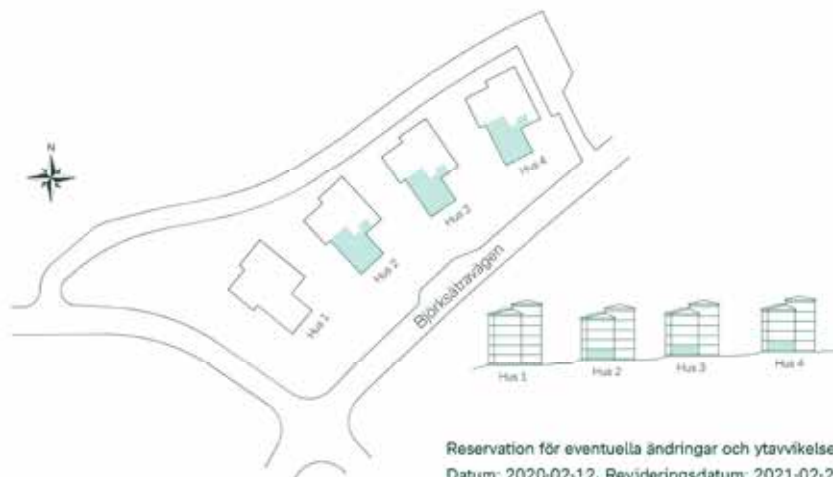 N
Hus 4
Hus 3
Hus 2
Hus 1
Björksätravägen
Hus 1
Hus 2
Hus 3
Hus 4
Reservation för eventuella ändringar och ytavvikelse
Datum: 2020-02-12, Revideringsdatum: 2021-02-2